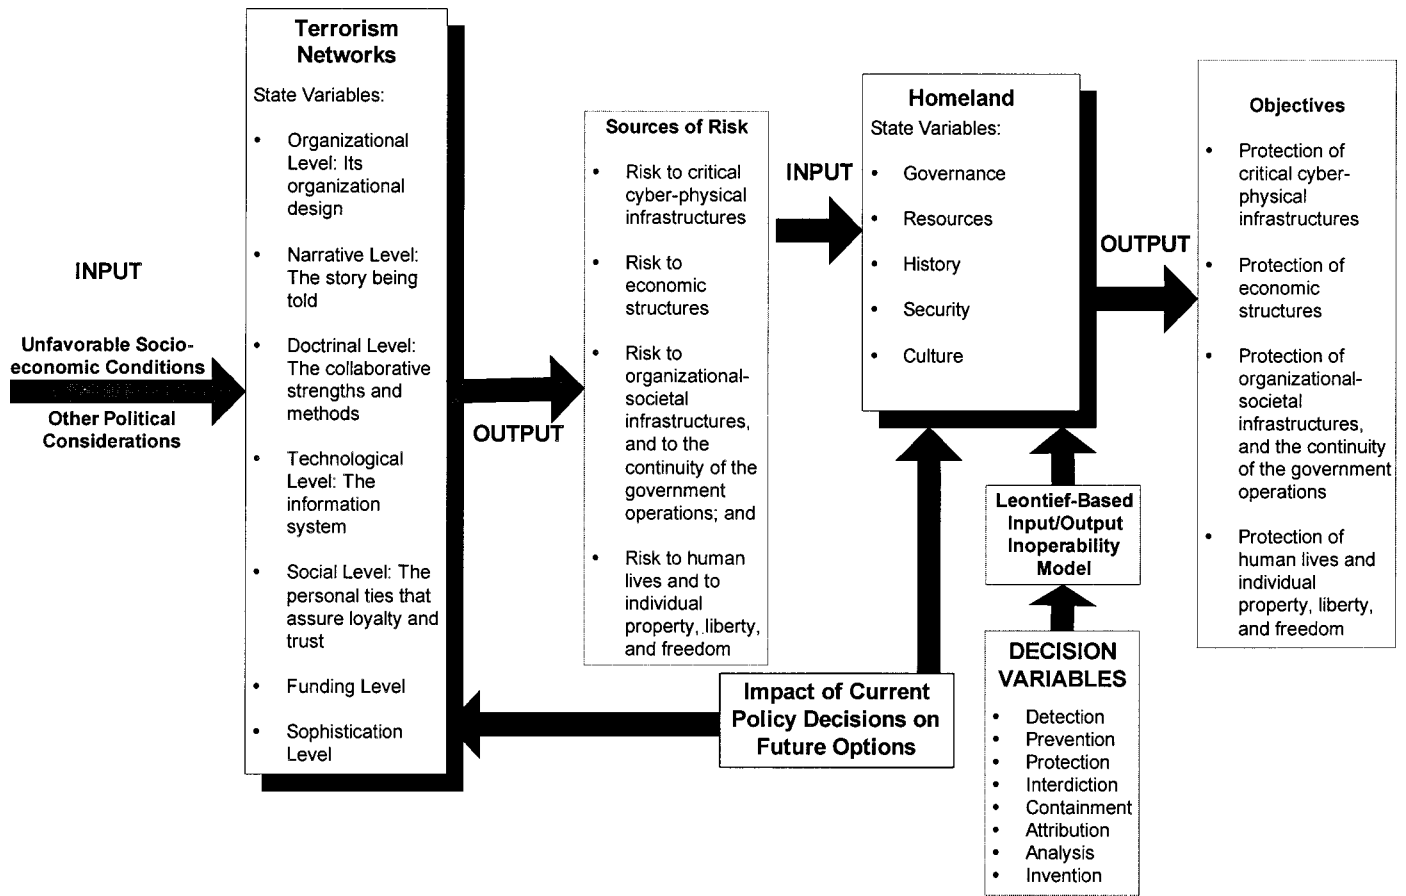 INPUT
Unfavorable Socio-
economic Conditions
Other Political
Considerations
Terrorism
Networks
State Variables:
• Organizational
Level: Its
organizational
design
• Narrative Level:
The story being
told
• Doctrinal Level:
The collaborative
strengths and
methods
• Technological
Level: The
information
system
• Social Level: The
personal ties that
assure loyalty and
trust
• Funding Level
• Sophistication
Level
OUTPUT
Sources of Risk
• Risk to critical
cyber-physical
infrastructures
• Risk to
economic
structures
• Risk to
organizational-
societal
infrastructures,
and to the
continuity of the
government
operations; and
• Risk to human
lives and to
individual
property, liberty,
and freedom
INPUT
Homeland
State Variables:
• Governance
• Resources
• History
• Security
• Culture
OUTPUT
Objectives
• Protection of
critical cyber-
physical
infrastructures
• Protection of
economic
structures
• Protection of
organizational-
societal
infrastructures,
and the continuity
of the government
operations
• Protection of
human lives and
individual
property, liberty,
and freedom
Impact of Current
Policy Decisions on
Future Options
Leontief-Based
Input/Output
Inoperability
Model
DECISION
VARIABLES
• Detection
• Prevention
• Protection
• Interdiction
• Containment
• Attribution
• Analysis
• Invention